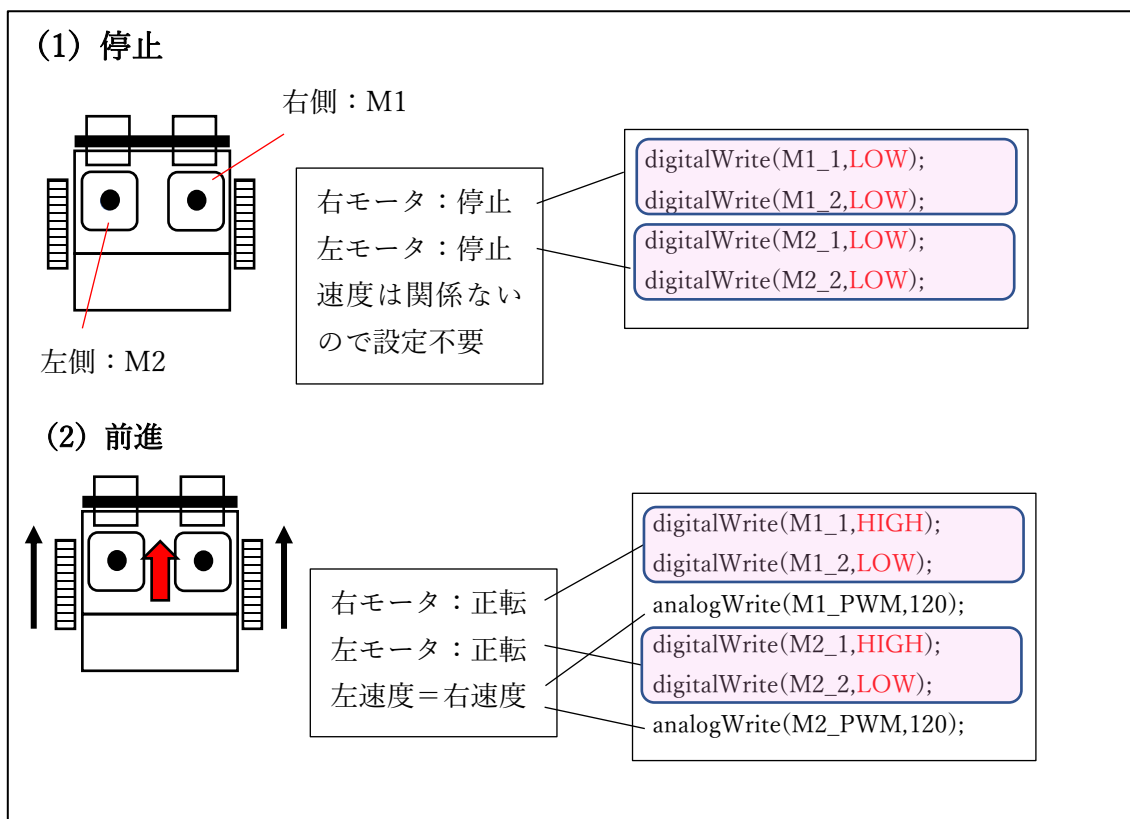 (1) 停止
右側：M1
右モータ：停止
左モータ：停止
速度は関係ない
ので設定不要
digitalWrite(M1_1,LOW);
digitalWrite(M1_2,LOW);
digitalWrite(M2_1,LOW);
digitalWrite(M2_2,LOW);
左側：M2
(2) 前進
右モータ：正転
左モータ：正転
左速度＝右速度
digitalWrite(M1_1,HIGH);
digitalWrite(M1_2,LOW);
analogWrite(M1_PWM,120);
digitalWrite(M2_1,HIGH);
digitalWrite(M2_2,LOW);
analogWrite(M2_PWM,120);